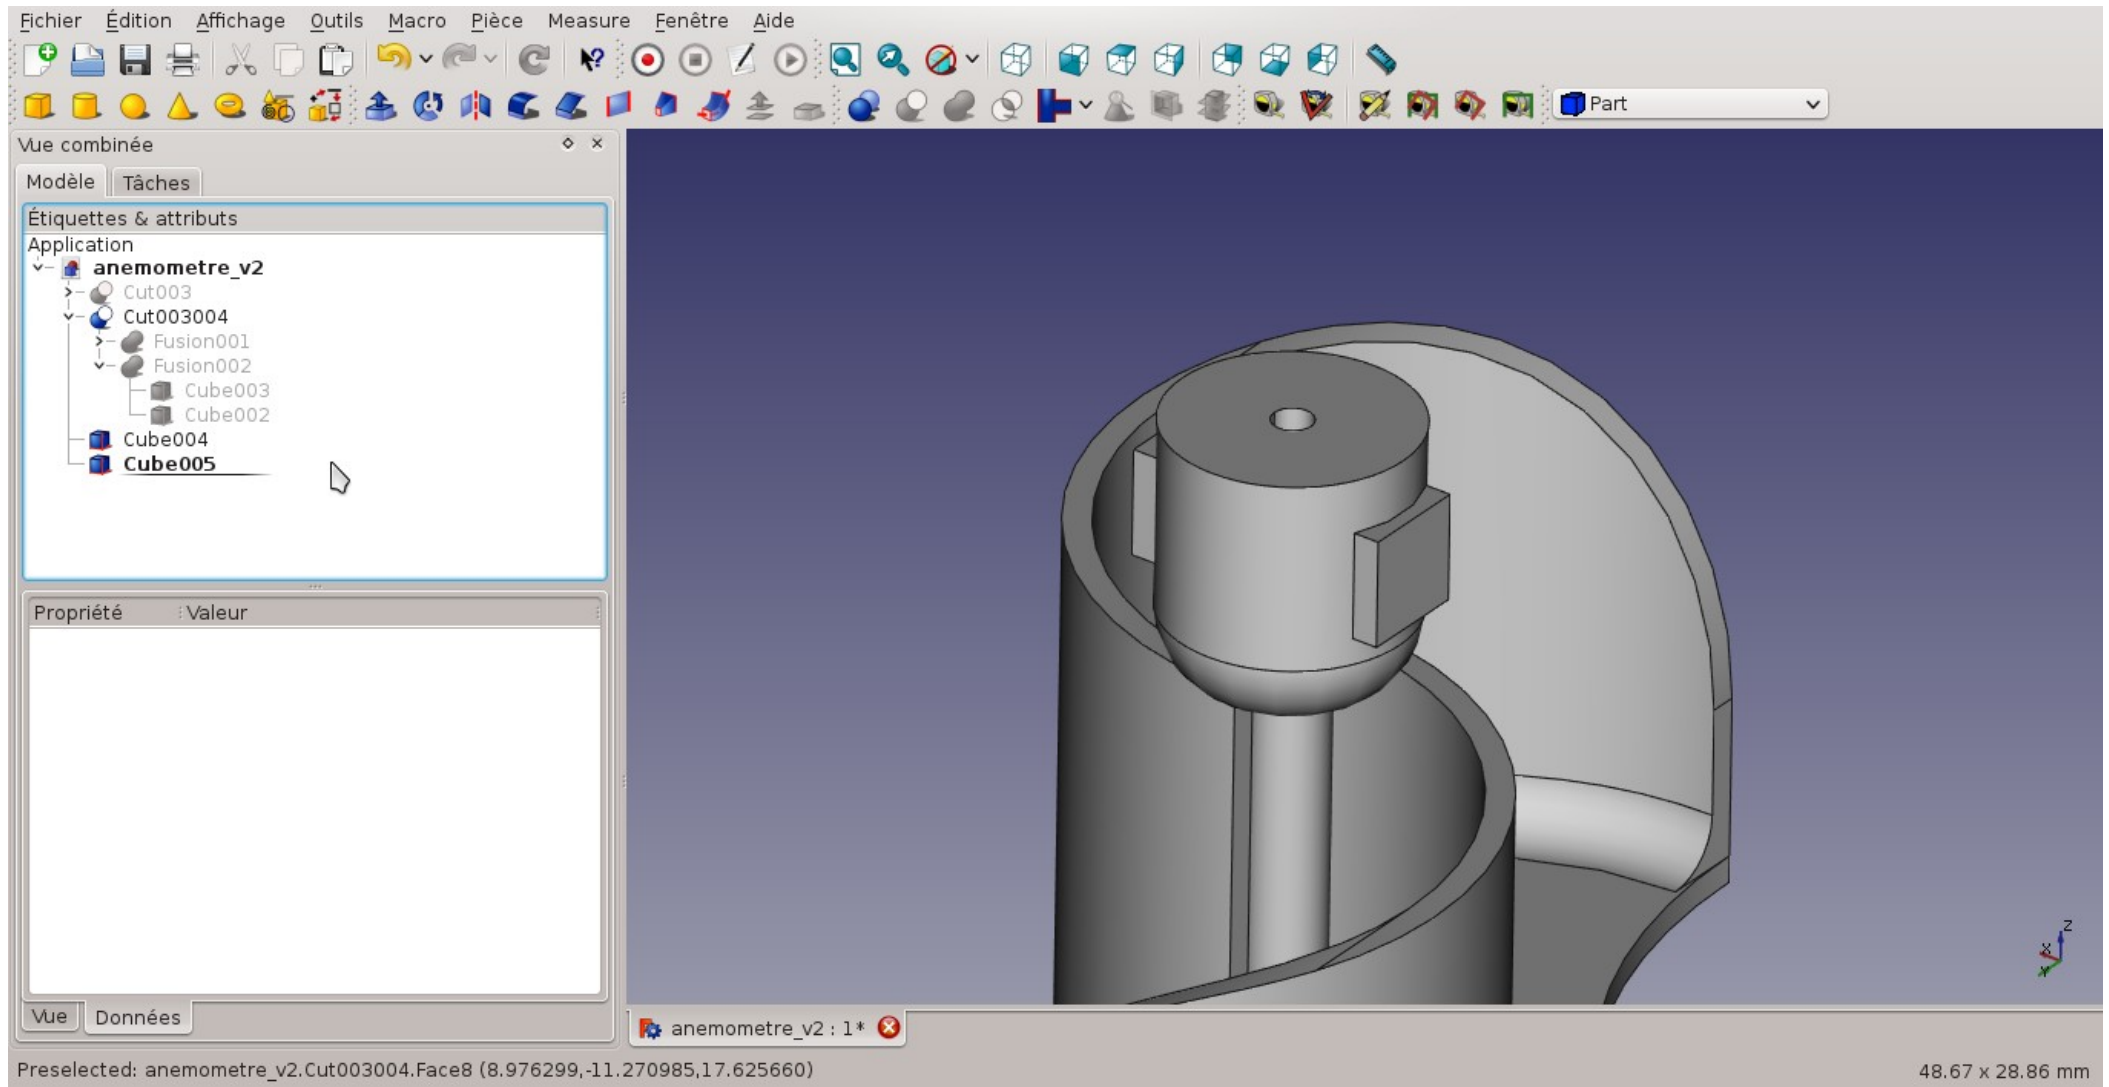 Fichier Édition Affichage Outils Macro Pièce Measure Fenêtre Aide
Part
Vue combinée
Modèle Tâches
Étiquettes & attributs
Application
anemometre_v2
Cut003
Cut003004
Fusion001
Fusion002
Cube003
Cube002
Cube004
Cube005
Propriété Valeur
Vue Données
Z
X
Y
anemometre_v2 : 1*
Preselected: anemometre_v2.Cut003004.Face8 (8.976299,-11.270985,17.625660) 48.67 x 28.86 mm